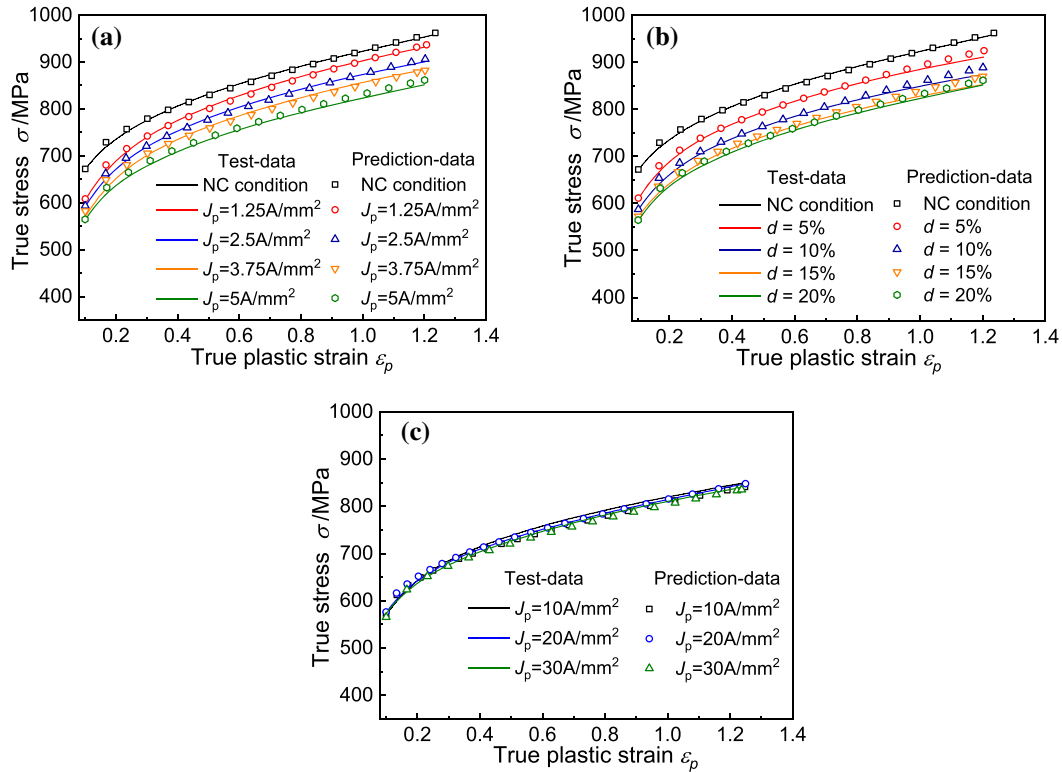 (a)
1000
900
800
700
600
500
400
True stress σ /MPa
Test-data Prediction-data
NC condition NC condition
Jp=1.25A/mm² Jp=1.25A/mm²
Jp=2.5A/mm² Jp=2.5A/mm²
Jp=3.75A/mm² Jp=3.75A/mm²
Jp=5A/mm² Jp=5A/mm²
0.2 0.4 0.6 0.8 1.0 1.2 1.4
True plastic strain εp
(b)
1000
900
800
700
600
500
400
True stress σ /MPa
Test-data Prediction-data
NC condition NC condition
d = 5% d = 5%
d = 10% d = 10%
d = 15% d = 15%
d = 20% d = 20%
0.2 0.4 0.6 0.8 1.0 1.2 1.4
True plastic strain εp
(c)
1000
900
800
700
600
500
400
True stress σ /MPa
Test-data Prediction-data
Jp=10A/mm² Jp=10A/mm²
Jp=20A/mm² Jp=20A/mm²
Jp=30A/mm² Jp=30A/mm²
0.2 0.4 0.6 0.8 1.0 1.2 1.4
True plastic strain εp